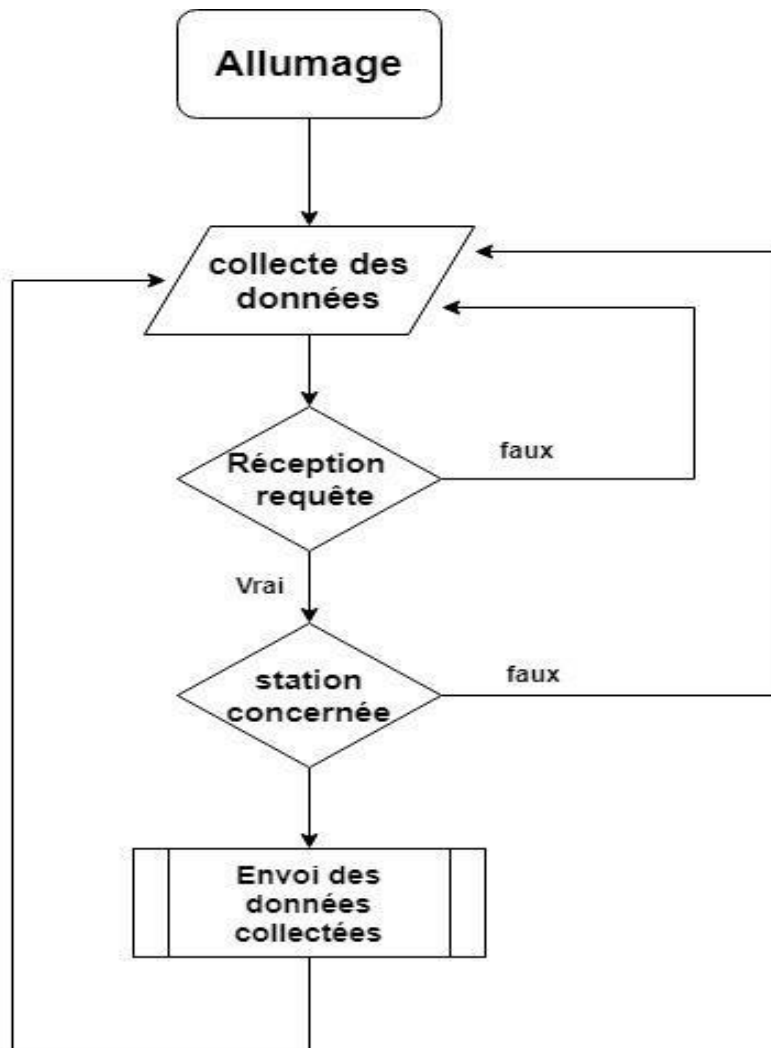 Allumage
collecte des
données
Réception
requête
faux
Vrai
station
concernée
faux
Envoi des
données
collectées